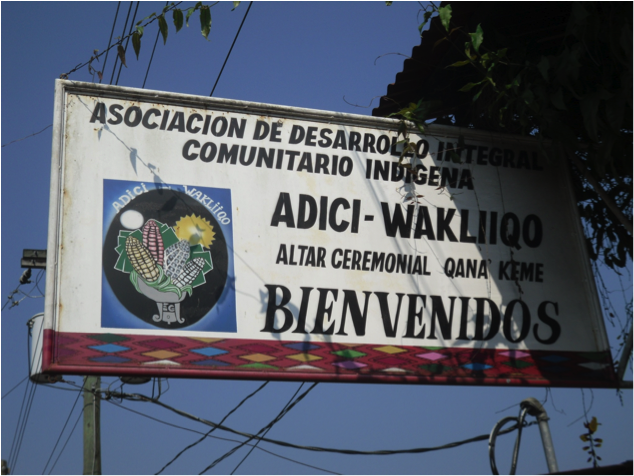 ASOCIACION DE DESARROLLO INTEGRAL
COMUNITARIO INDIGENA
ADICI WAKLIIQO
ADICI-WAKLIIQO
ALTAR CEREMONIAL QANA' KEME
BIENVENIDOS